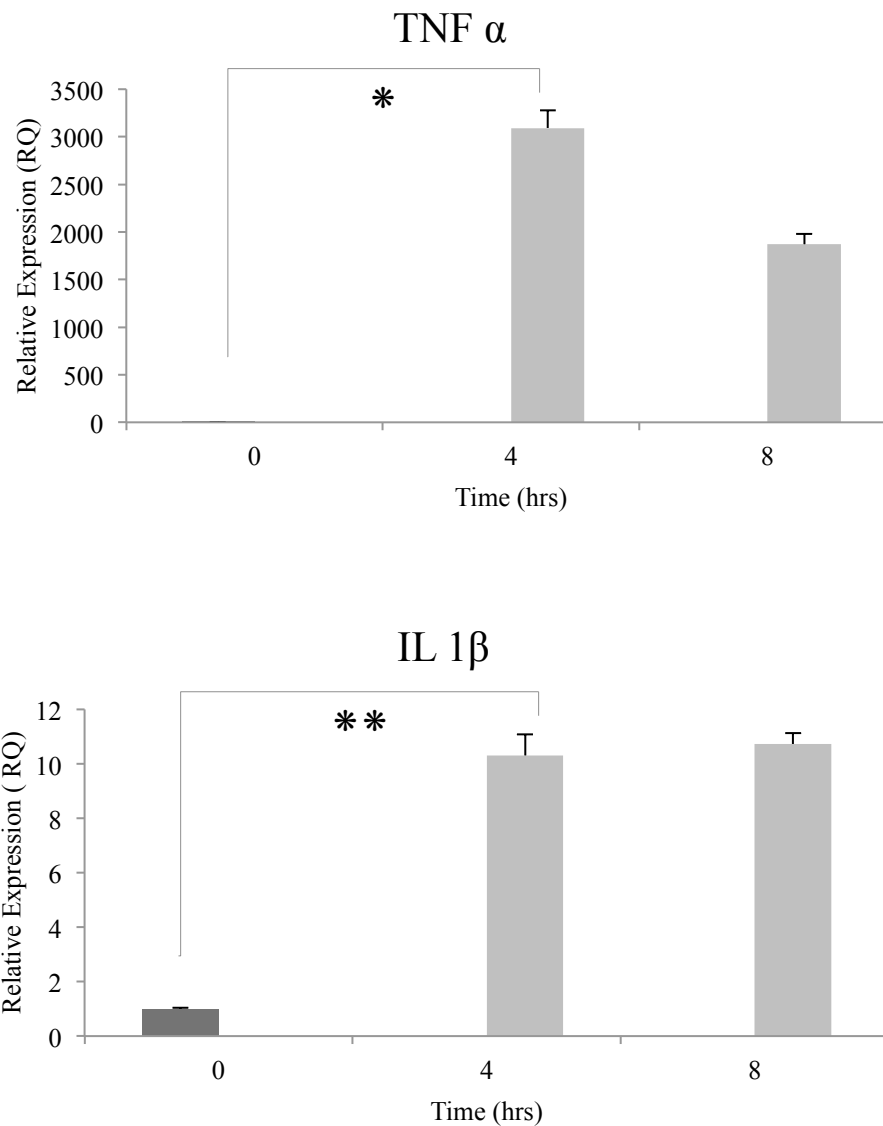 TNF α
*
3500
3000
2500
2000
1500
1000
500
0
Relative Expression (RQ)
0 4 8
Time (hrs)
IL 1β
**
12
10
8
6
4
2
0
Relative Expression ( RQ)
0 4 8
Time (hrs)